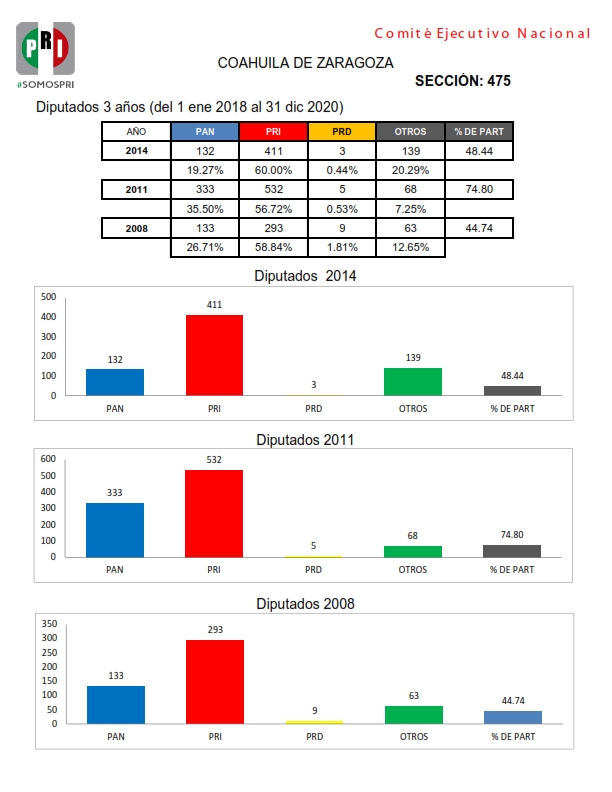 Comité Ejecutivo Nacional
PRI
#SOMOSPRI
COAHUILA DE ZARAGOZA
SECCIÓN: 475
Diputados 3 años (del 1 ene 2018 al 31 dic 2020)
AÑO PAN PRI PRD OTROS % DE PART
2014 132 411 3 139 48.44
19.27% 60.00% 0.44% 20.29%
2011 333 532 5 68 74.80
35.50% 56.72% 0.53% 7.25%
2008 133 293 9 63 44.74
26.71% 58.84% 1.81% 12.65%
Diputados 2014
500
400
300
200
100
0
132 411 3 139 48.44
PAN PRI PRD OTROS % DE PART
Diputados 2011
600
500
400
300
200
100
0
333 532 5 68 74.80
PAN PRI PRD OTROS % DE PART
Diputados 2008
350
300
250
200
150
100
50
0
133 293 9 63 44.74
PAN PRI PRD OTROS % DE PART